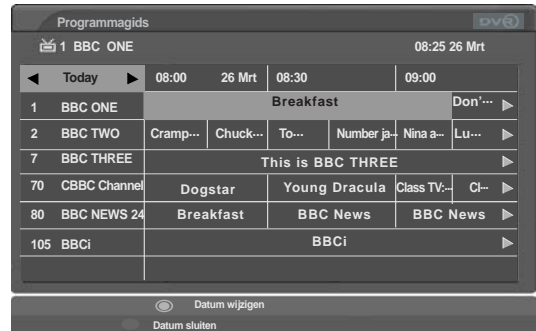 Programmagids DVR
1 BBC ONE 08:25 26 Mrt
Today 08:00 26 Mrt 08:30 09:00
1 BBC ONE Breakfast Don'···
2 BBC TWO Cramp··· Chuck··· To··· Number ja··· Nina a··· Lu···
7 BBC THREE This is BBC THREE
70 CBBC Channel Dogstar Young Dracula Class TV:··· Cl···
80 BBC NEWS 24 Breakfast BBC News BBC News
105 BBCi BBCi
Datum wijzigen
Datum sluiten